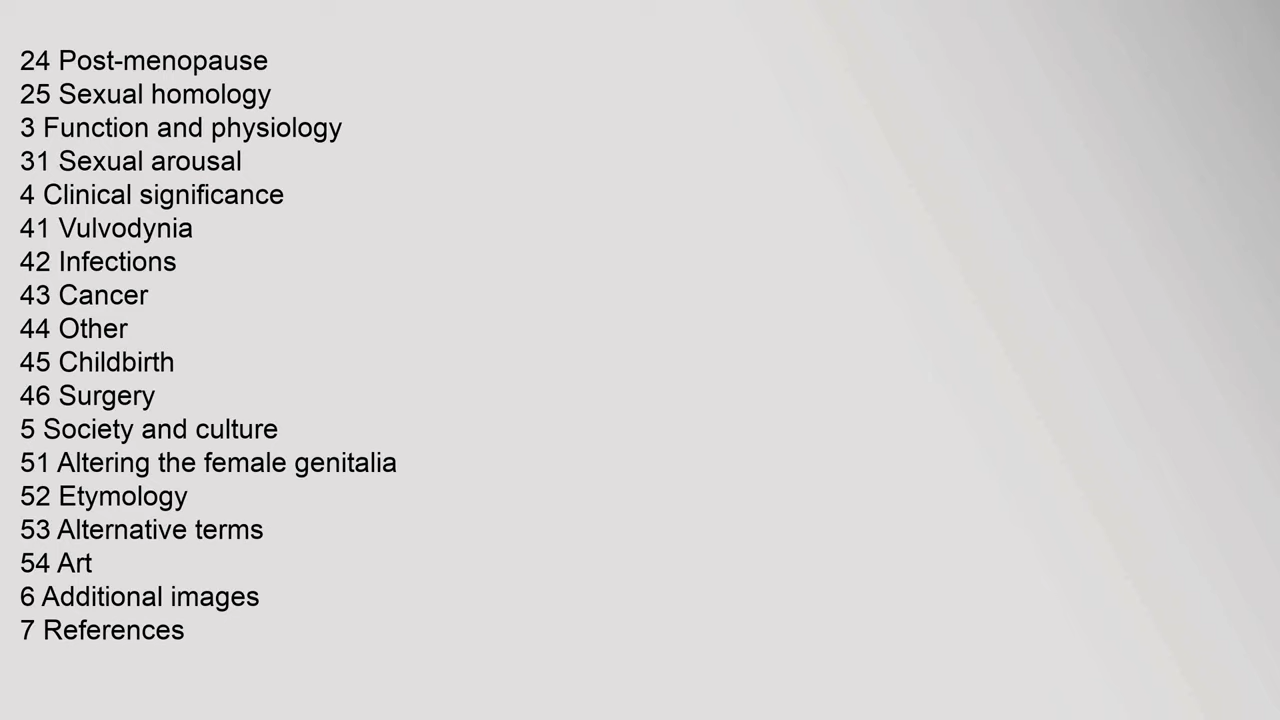 24 Post-menopause
25 Sexual homology
3 Function and physiology
31 Sexual arousal
4 Clinical significance
41 Vulvodynia
42 Infections
43 Cancer
44 Other
45 Childbirth
46 Surgery
5 Society and culture
51 Altering the female genitalia
52 Etymology
53 Alternative terms
54 Art
6 Additional images
7 References